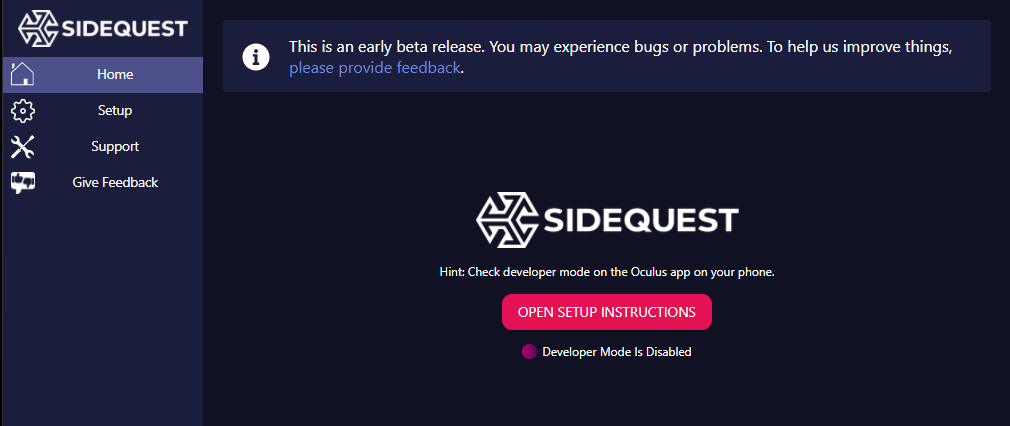 SIDEQUEST
Home
Setup
Support
Give Feedback
This is an early beta release. You may experience bugs or problems. To help us improve things,
please provide feedback.
SIDEQUEST
Hint: Check developer mode on the Oculus app on your phone.
OPEN SETUP INSTRUCTIONS
Developer Mode Is Disabled